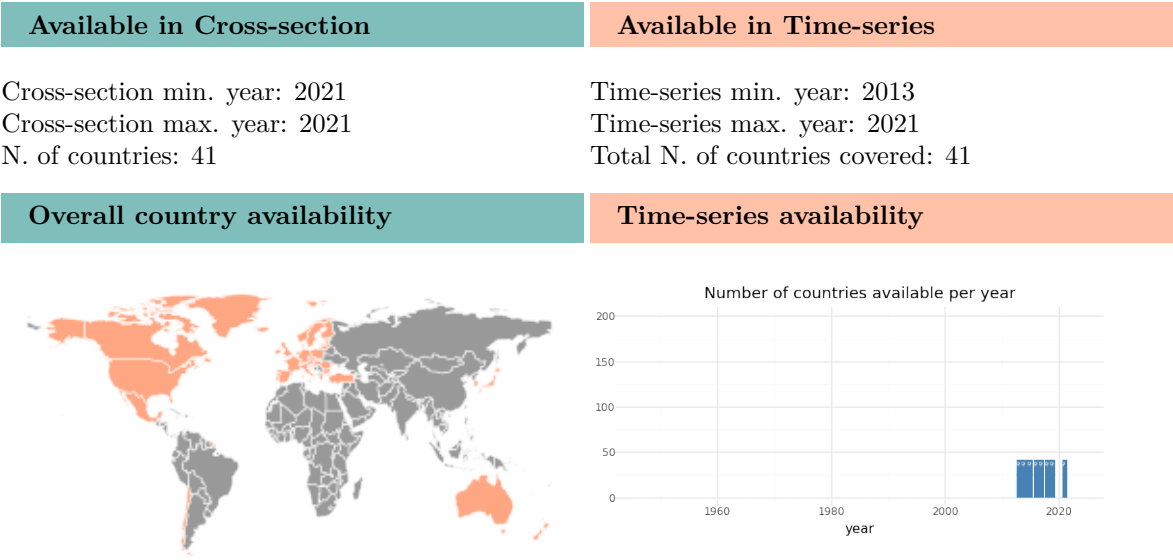 Available in Cross-section
Available in Time-series
Cross-section min. year: 2021
Cross-section max. year: 2021
N. of countries: 41
Time-series min. year: 2013
Time-series max. year: 2021
Total N. of countries covered: 41
Overall country availability
Time-series availability
Number of countries available per year
200
150
100
50
0
1960
1980
2000
2020
year